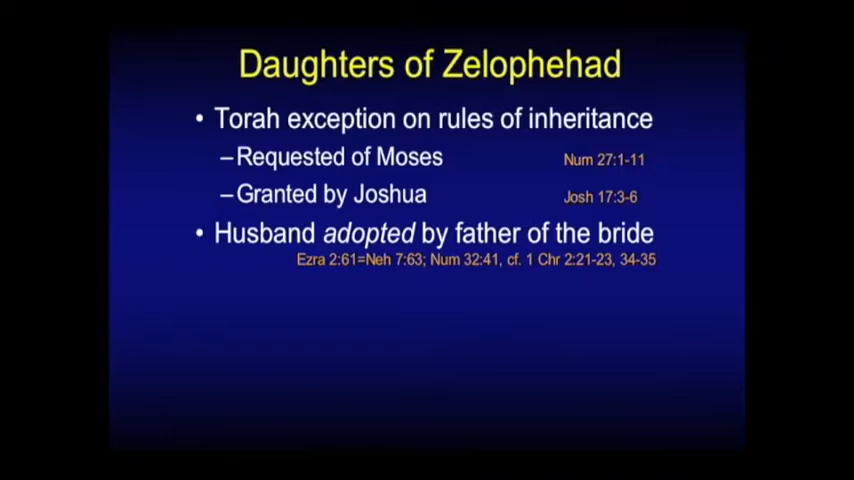 Daughters of Zelophehad
• Torah exception on rules of inheritance
–Requested of Moses Num 27:1-11
–Granted by Joshua Josh 17:3-6
• Husband adopted by father of the bride
Ezra 2:61=Neh 7:63; Num 32:41, cf. 1 Chr 2:21-23, 34-35